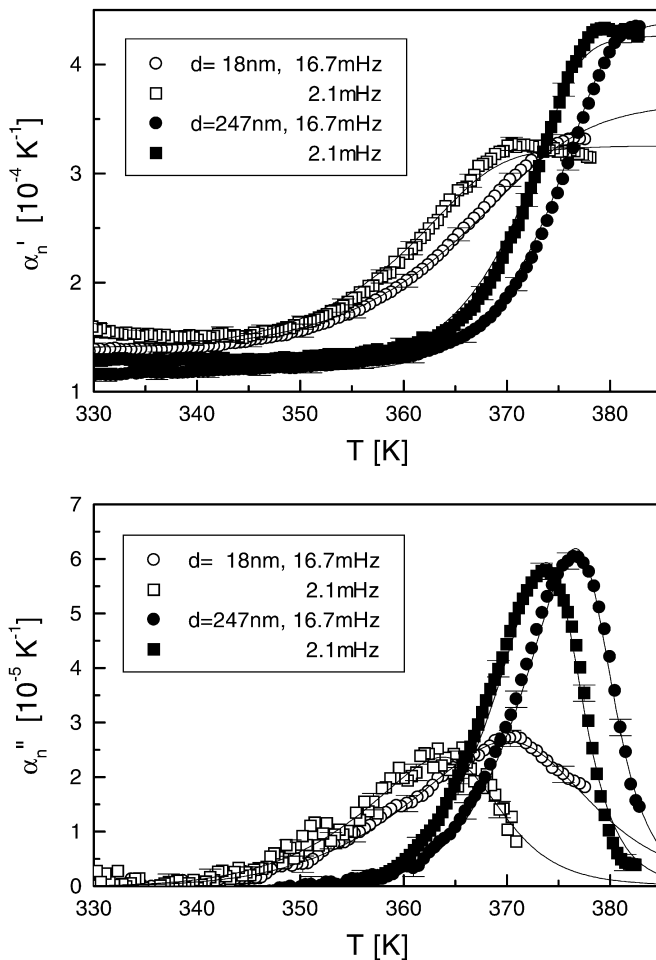 4
3
2
1
αn' [10-4 K-1]
d= 18nm, 16.7mHz
2.1mHz
d=247nm, 16.7mHz
2.1mHz
330 340 350 360 370 380
T [K]
7
6
5
4
3
2
1
0
αn" [10-5 K-1]
d= 18nm, 16.7mHz
2.1mHz
d=247nm, 16.7mHz
2.1mHz
330 340 350 360 370 380
T [K]